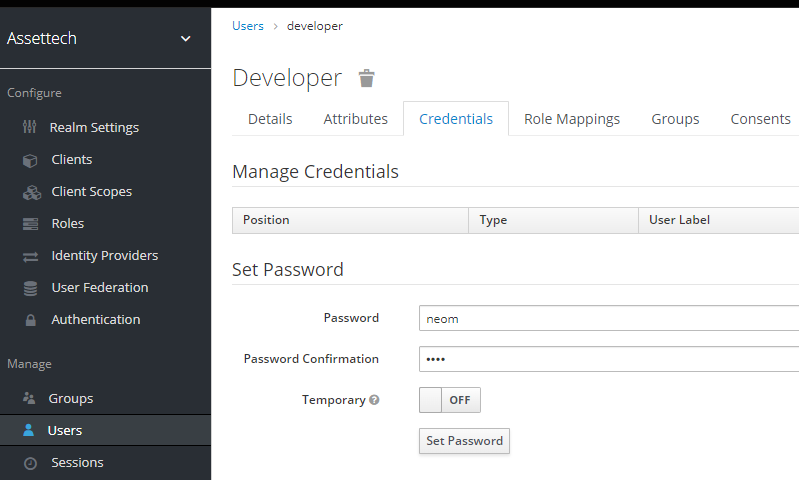 Users > developer
Assettech
Developer
Configure
Details Attributes Credentials Role Mappings Groups Consents
Realm Settings
Clients
Manage Credentials
Client Scopes
Position Type User Label
Roles
Identity Providers
Set Password
User Federation
Password neom
Authentication
Password Confirmation ••••
Manage
Temporary OFF
Groups
Users
Set Password
Sessions